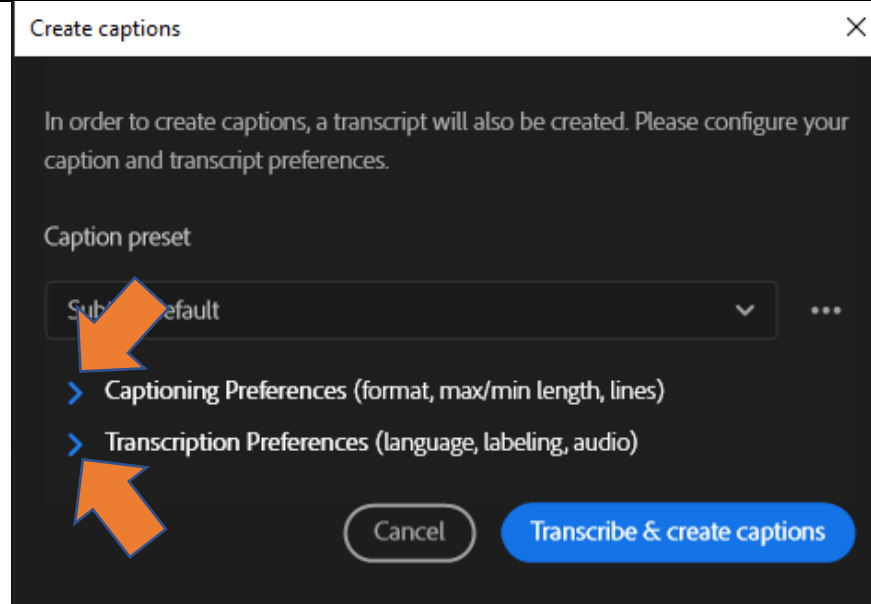 Create captions
In order to create captions, a transcript will also be created. Please configure your
caption and transcript preferences.
Caption preset
Captioning Preferences (format, max/min length, lines)
Transcription Preferences (language, labeling, audio)
Cancel
Transcribe & create captions